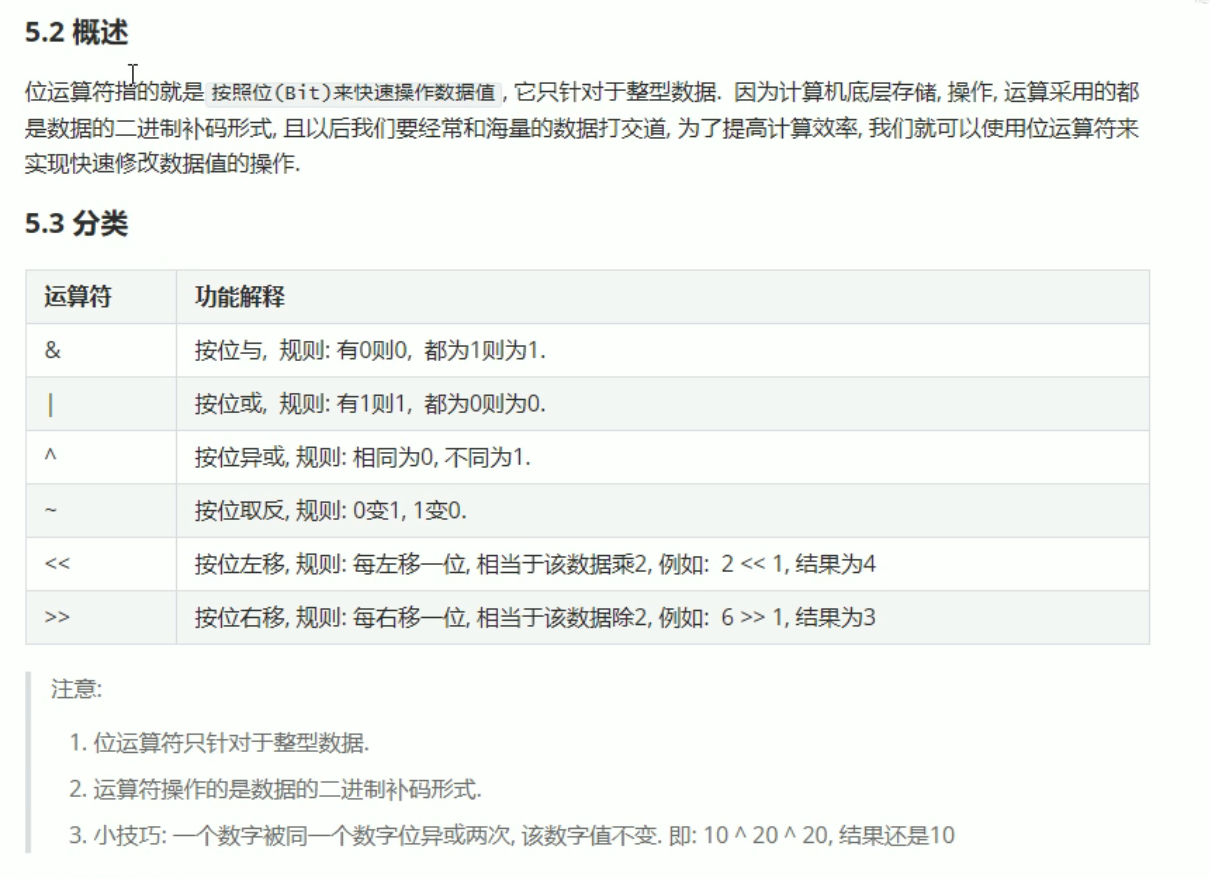 5.2 概述
位运算符指的就是 按照位(Bit)来快速操作数据值, 它只针对于整型数据. 因为计算机底层存储, 操作, 运算采用的都
是数据的二进制补码形式, 且以后我们要经常和海量的数据打交道, 为了提高计算效率, 我们就可以使用位运算符来
实现快速修改数据值的操作.
5.3 分类
运算符 功能解释
& 按位与, 规则: 有0则0, 都为1则为1.
| 按位或, 规则: 有1则1, 都为0则为0.
^ 按位异或, 规则: 相同为0, 不同为1.
~ 按位取反, 规则: 0变1, 1变0.
<< 按位左移, 规则: 每左移一位, 相当于该数据乘2, 例如: 2 << 1, 结果为4
>> 按位右移, 规则: 每右移一位, 相当于该数据除2, 例如: 6 >> 1, 结果为3
注意:
1. 位运算符只针对于整型数据.
2. 运算符操作的是数据的二进制补码形式.
3. 小技巧: 一个数字被同一个数字位异或两次, 该数字值不变. 即: 10 ^ 20 ^ 20, 结果还是10